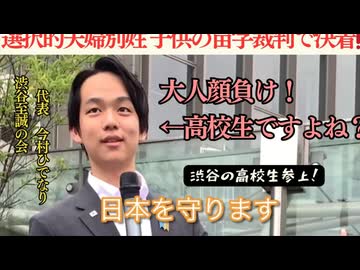 選択的夫婦別姓 子供の苗字裁判で決着!
大人顔負け!
←高校生ですよね?
代表 今村ひでなり
渋谷至誠の会
渋谷の高校生参上!
日本を守ります